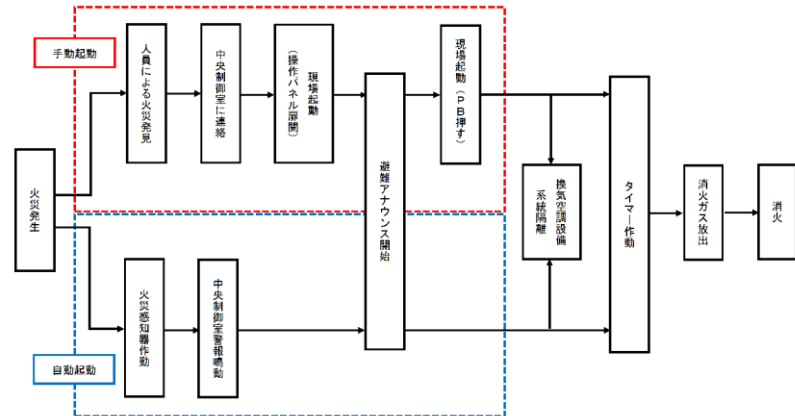 手動起動
人員による火災発見
中央制御室に連絡
現場起動
（操作パネル扉開）
現場起動（ＰＢ押す）
火災発生
避難アナウンス開始
換気空調設備
系統隔離
タイマー作動
消火ガス放出
消火
火災感知器作動
中央制御室警報鳴動
自動起動